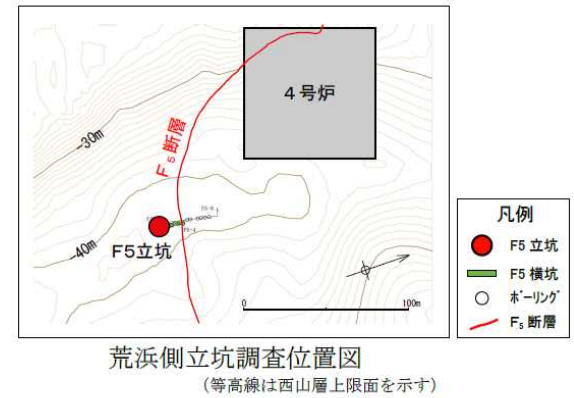 4号炉
-30m
F₅断層
F5立坑
-40m
0
100m
凡例
F5 立坑
F5 横坑
ボーリング
F₅ 断層
荒浜側立坑調査位置図
(等高線は西山層上限面を示す)